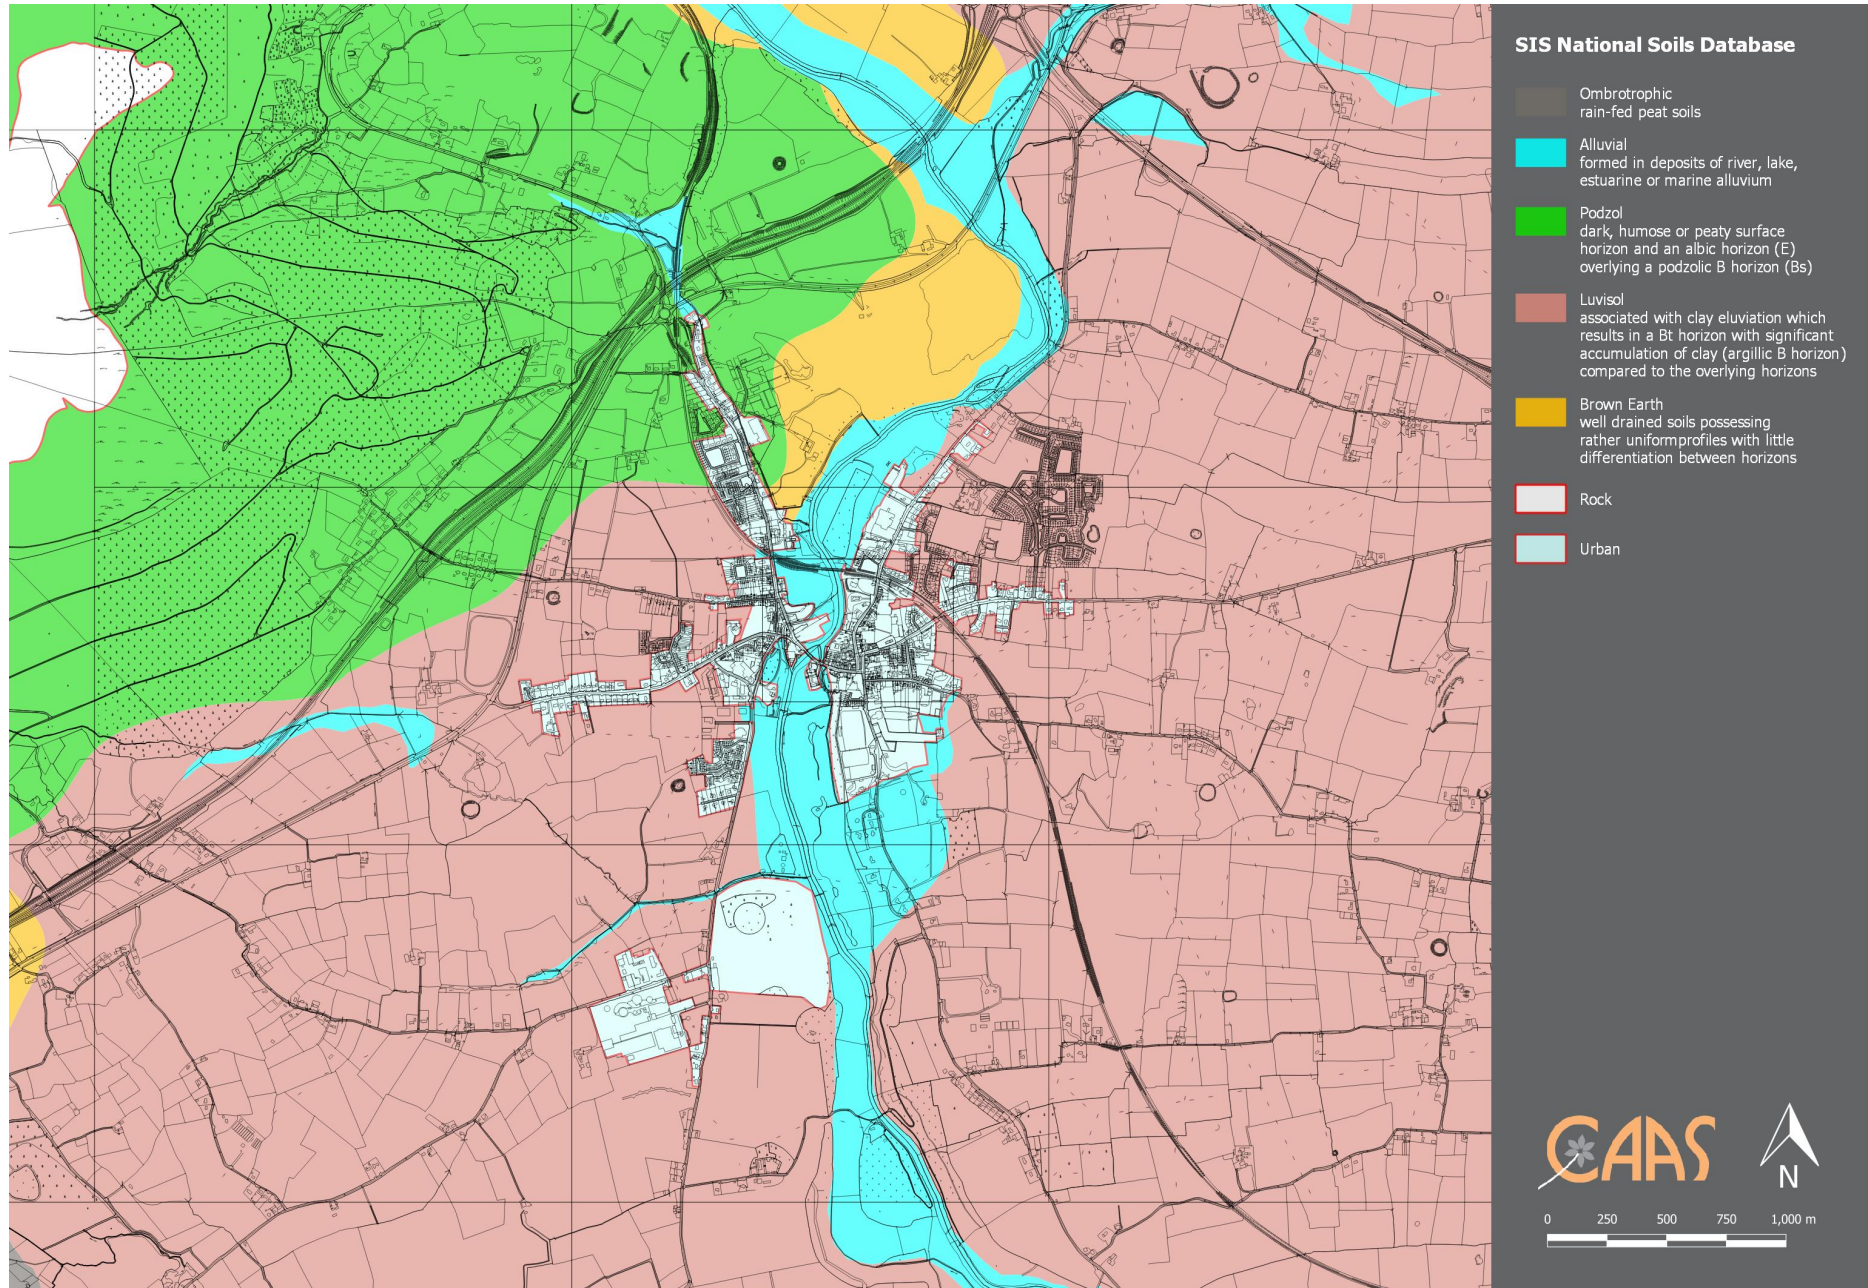 SIS National Soils Database
Ombrotrophic
rain-fed peat soils
Alluvial
formed in deposits of river, lake,
estuarine or marine alluvium
Podzol
dark, humose or peaty surface
horizon and an albic horizon (E)
overlying a podzolic B horizon (Bs)
Luvisol
associated with clay eluviation which
results in a Bt horizon with significant
accumulation of clay (argillic B horizon)
compared to the overlying horizons
Brown Earth
well drained soils possessing
rather uniformprofiles with little
differentiation between horizons
Rock
Urban
CAAS
N
0 250 500 750 1,000 m